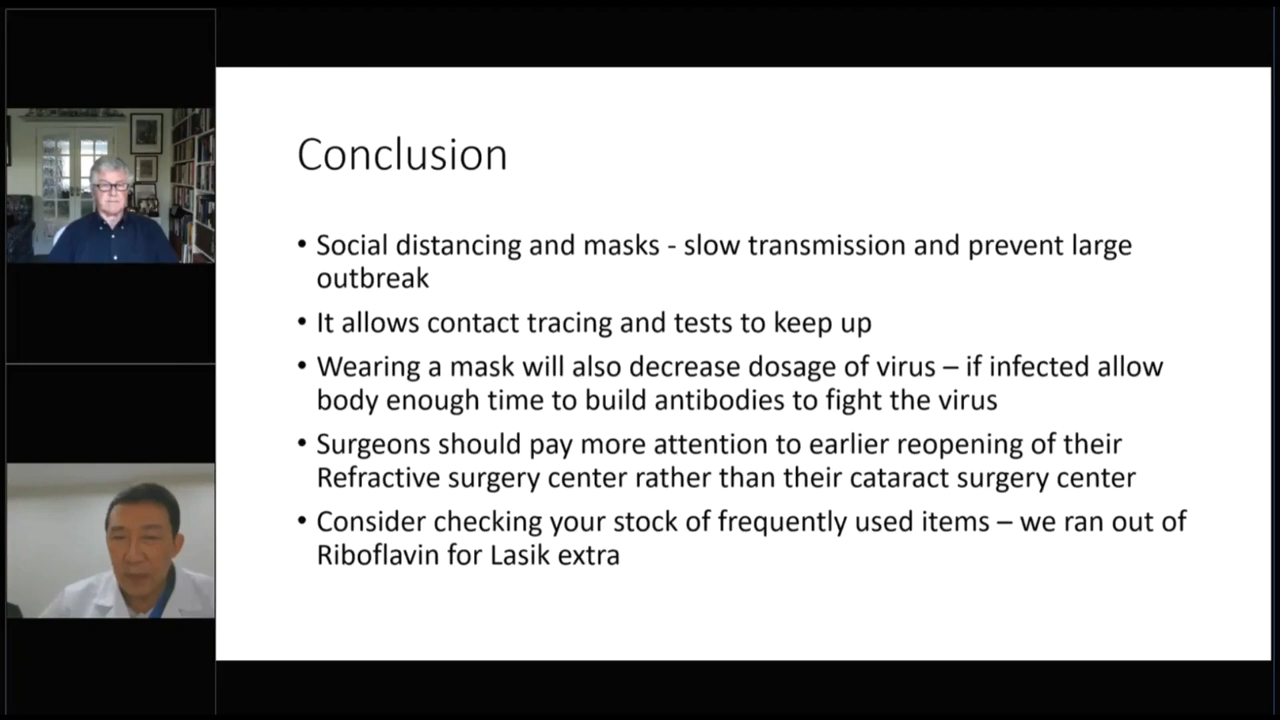 Conclusion
• Social distancing and masks - slow transmission and prevent large
outbreak
• It allows contact tracing and tests to keep up
• Wearing a mask will also decrease dosage of virus – if infected allow
body enough time to build antibodies to fight the virus
• Surgeons should pay more attention to earlier reopening of their
Refractive surgery center rather than their cataract surgery center
• Consider checking your stock of frequently used items – we ran out of
Riboflavin for Lasik extra